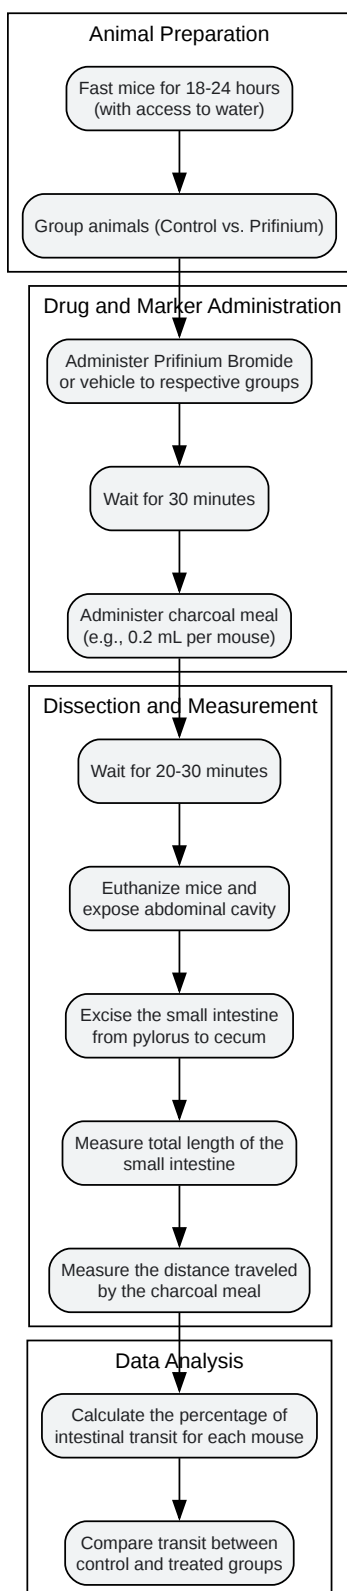 Animal Preparation
Fast mice for 18-24 hours
(with access to water)
Group animals (Control vs. Prifinium)
Drug and Marker Administration
Administer Prifinium Bromide
or vehicle to respective groups
Wait for 30 minutes
Administer charcoal meal
(e.g., 0.2 mL per mouse)
Dissection and Measurement
Wait for 20-30 minutes
Euthanize mice and
expose abdominal cavity
Excise the small intestine
from pylorus to cecum
Measure total length of the
small intestine
Measure the distance traveled
by the charcoal meal
Data Analysis
Calculate the percentage of
intestinal transit for each mouse
Compare transit between
control and treated groups